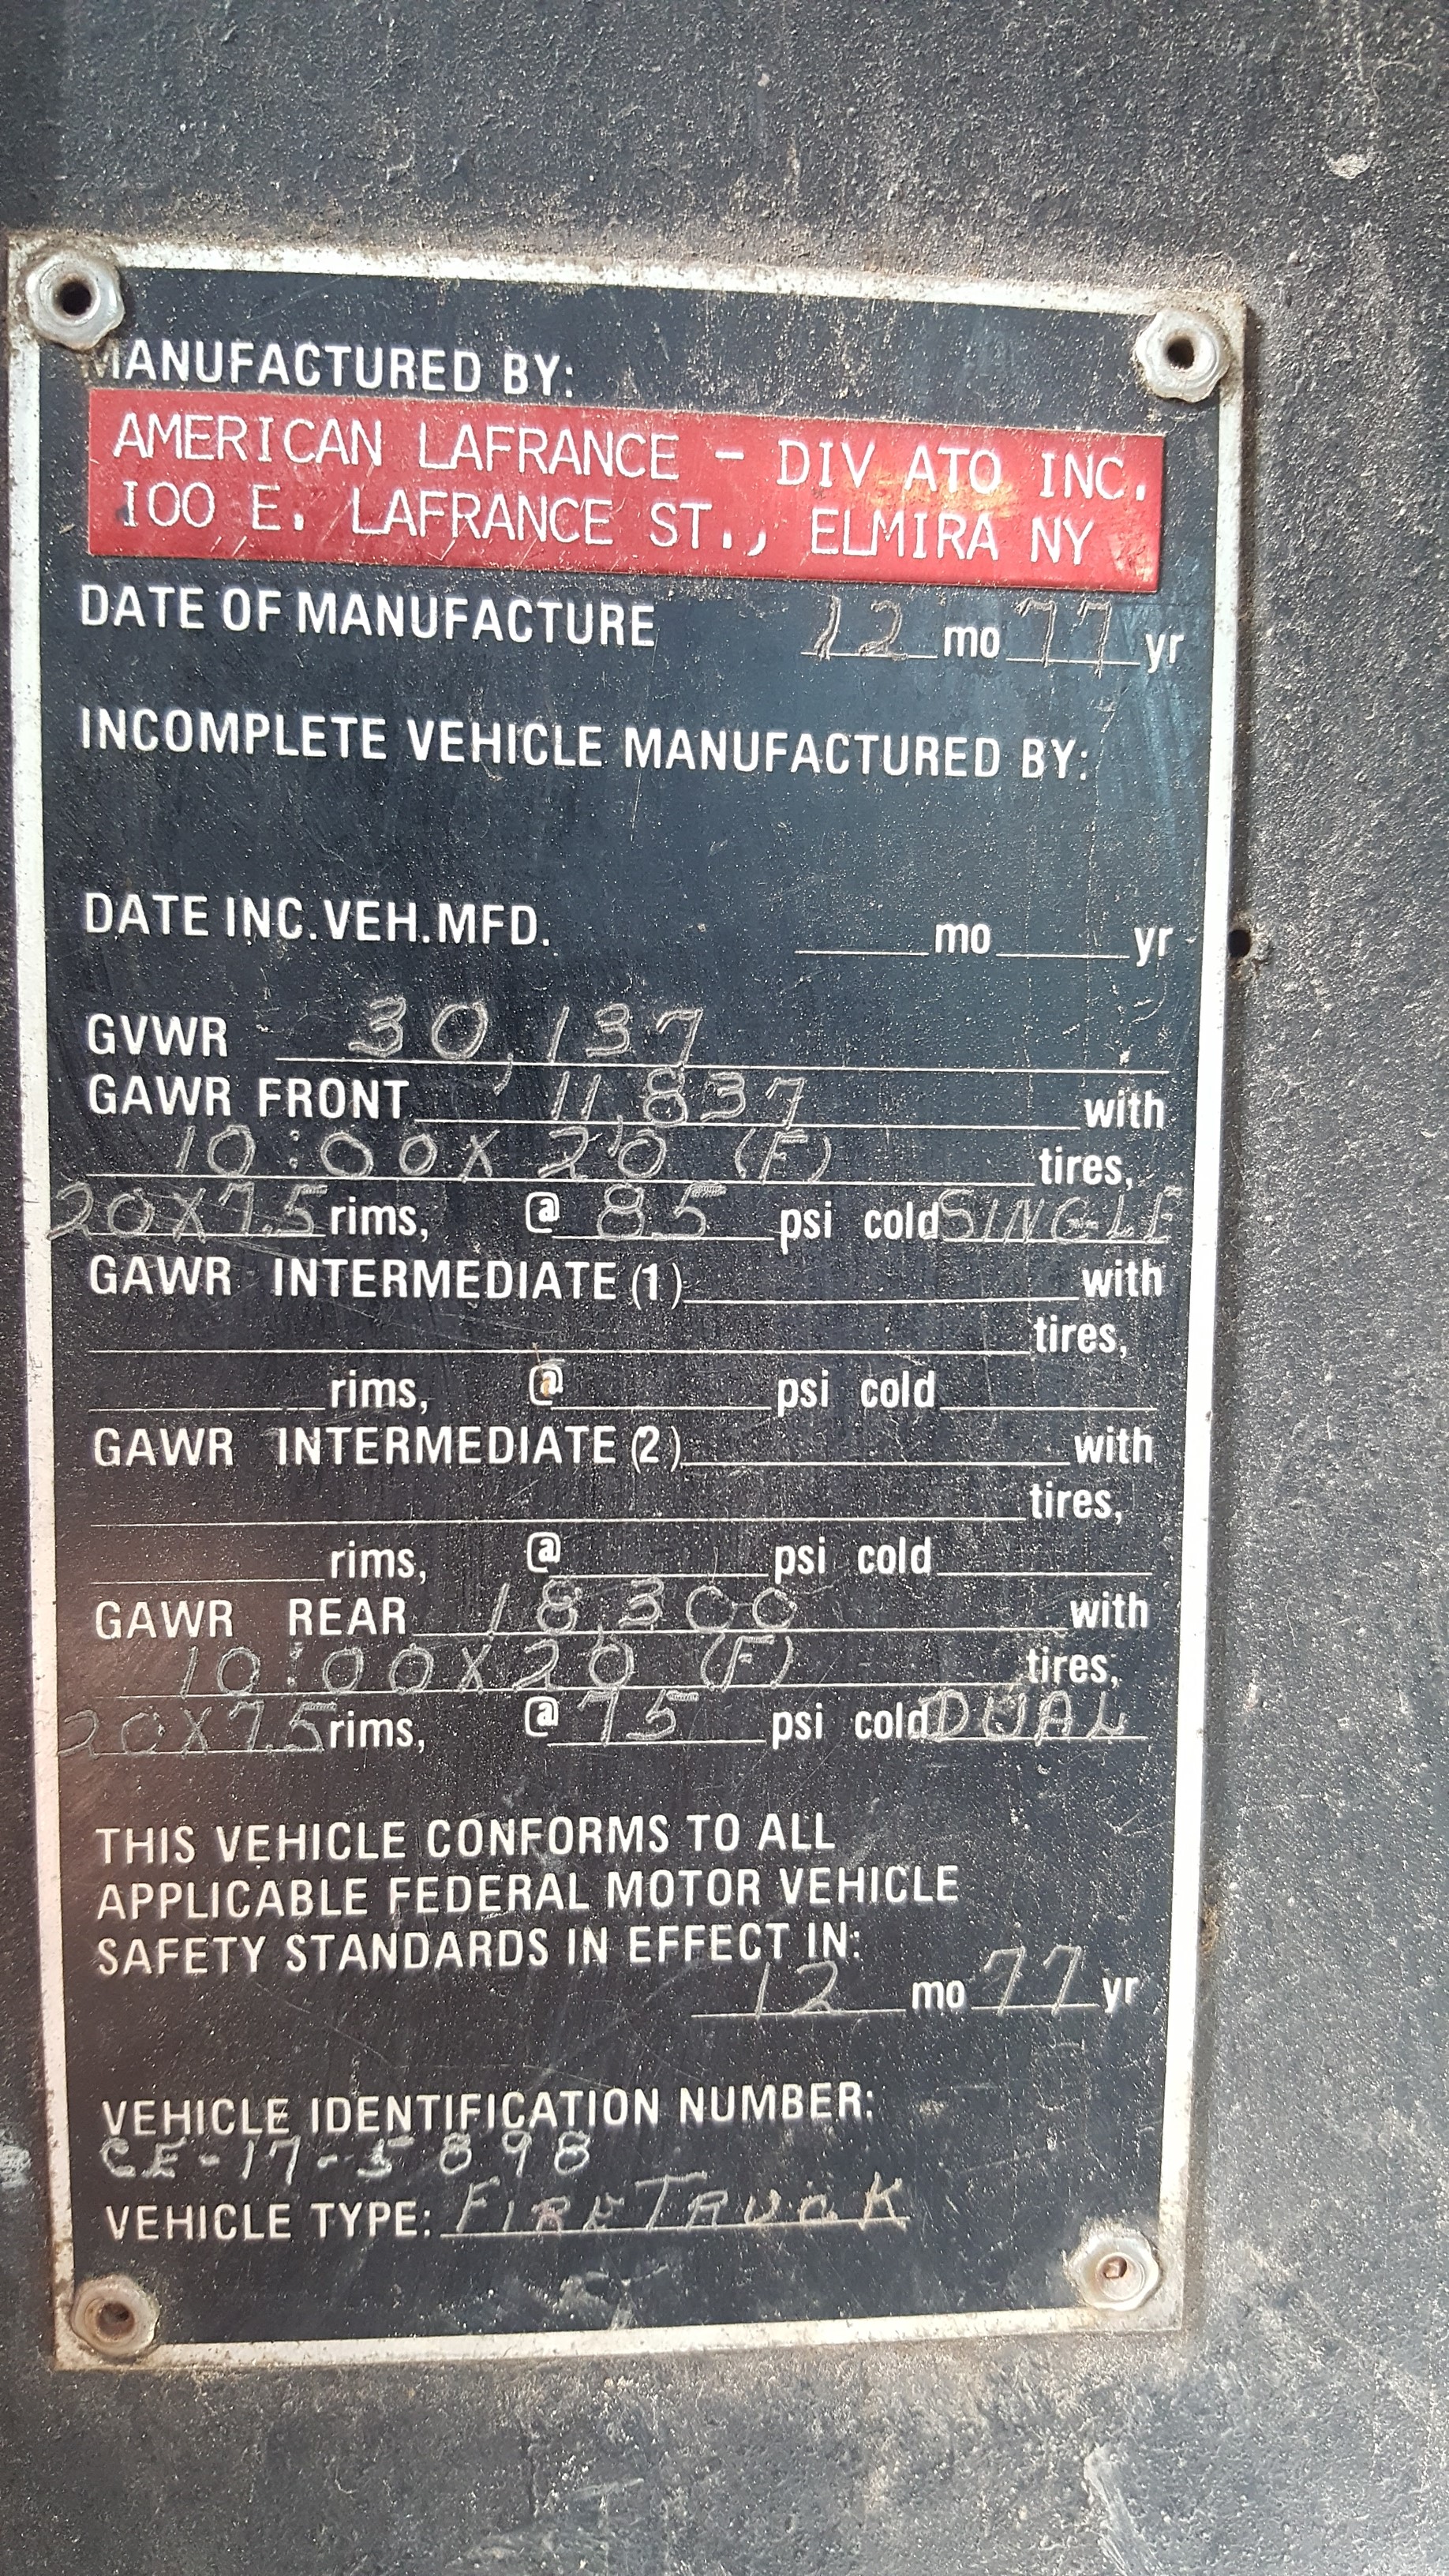 MANUFACTURED BY:
AMERICAN LAFRANCE - DIV ATO INC.
100 E. LAFRANCE ST., ELMIRA NY
DATE OF MANUFACTURE 12 mo 77 yr
INCOMPLETE VEHICLE MANUFACTURED BY:
DATE INC.VEH.MFD. mo yr
GVWR 30,137
GAWR FRONT 11,837 with
10:00X20 (F) tires,
20X7.5 rims, @ 85 psi cold SINGLE
GAWR INTERMEDIATE (1) with
tires,
rims, @ psi cold
GAWR INTERMEDIATE (2) with
tires,
rims, @ psi cold
GAWR REAR 18,300 with
10:00X20 (F) tires,
20X7.5 rims, @ 75 psi cold DUAL
THIS VEHICLE CONFORMS TO ALL
APPLICABLE FEDERAL MOTOR VEHICLE
SAFETY STANDARDS IN EFFECT IN:
12 mo 77 yr
VEHICLE IDENTIFICATION NUMBER:
CE-17-5898
VEHICLE TYPE: FIRE TRUCK